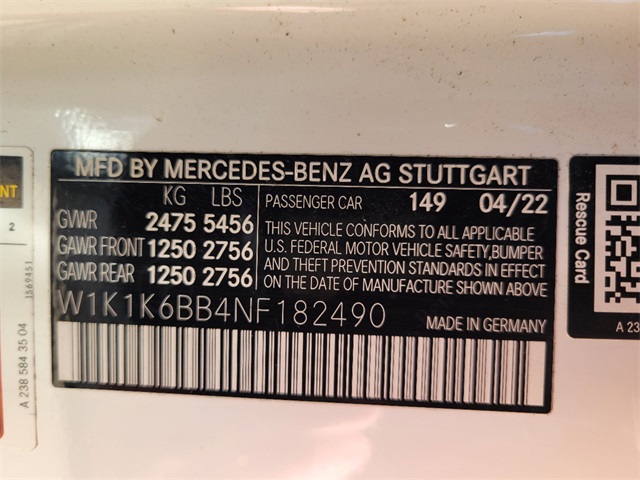 MFD BY MERCEDES-BENZ AG STUTTGART
KG LBS
GVWR 2475 5456
GAWR FRONT 1250 2756
GAWR REAR 1250 2756
PASSENGER CAR 149 04/22
THIS VEHICLE CONFORMS TO ALL APPLICABLE
U.S. FEDERAL MOTOR VEHICLE SAFETY,BUMPER
AND THEFT PREVENTION STANDARDS IN EFFECT
ON THE DATE OF MANUFACTURE SHOWN ABOVE
W1K1K6BB4NF182490
MADE IN GERMANY
2
A 238 584 35 04
Rescue Card
A 23